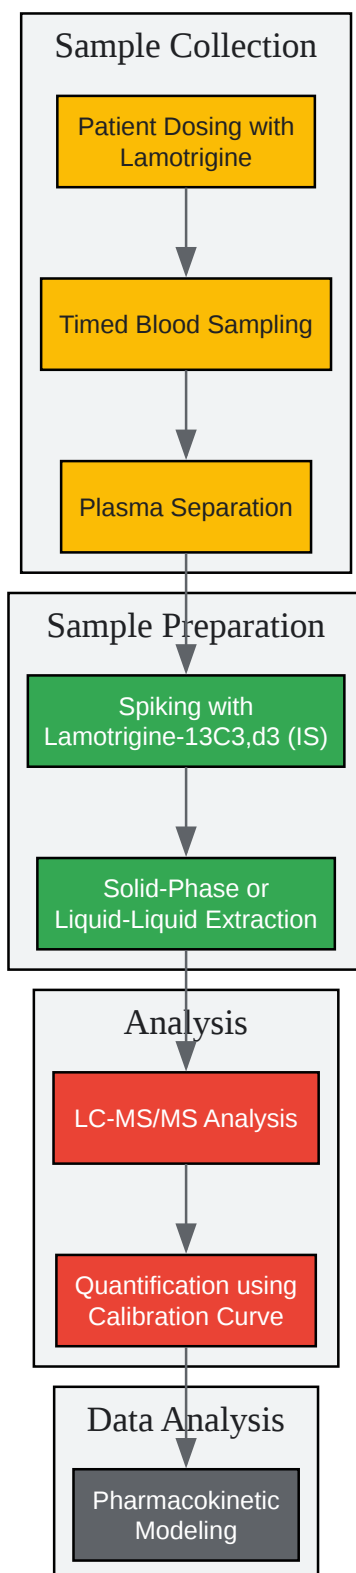 Sample Collection
Patient Dosing with
Lamotrigine
Timed Blood Sampling
Plasma Separation
Sample Preparation
Spiking with
Lamotrigine-13C3,d3 (IS)
Solid-Phase or
Liquid-Liquid Extraction
Analysis
LC-MS/MS Analysis
Quantification using
Calibration Curve
Data Analysis
Pharmacokinetic
Modeling